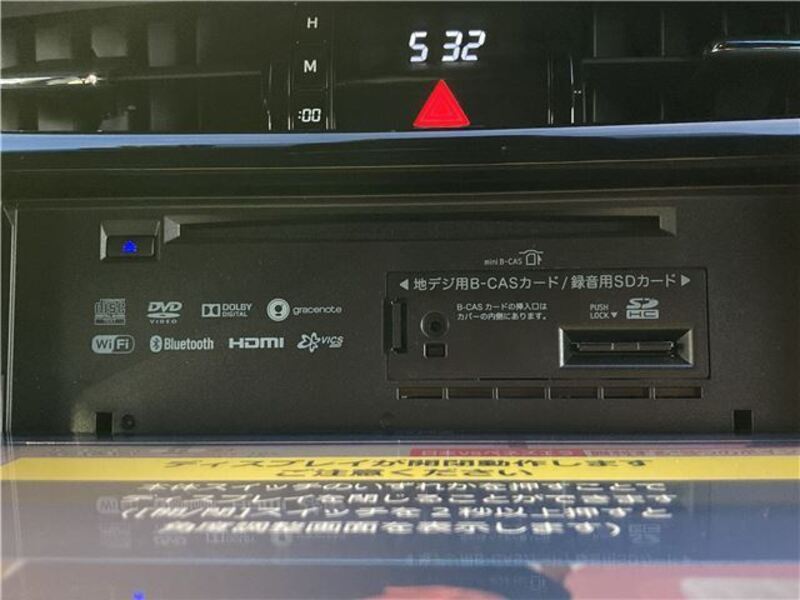 H
5 32
M
:00
mini B-CAS
◀地デジ用B-CASカード/録音用SDカード▶
disc
TEXT
DVD
VIDEO
DOLBY
DIGITAL
gracenote
B-CASカードの挿入口は
カバーの内側にあります。
PUSH
LOCK▼
SD
HC
Wi Fi
Bluetooth
HDMI
VICS
ディスプレイが開閉動作します
ご注意ください
本体スイッチのいずれかを押すことで
ディスプレイを閉じることができます
([開/閉]スイッチを2秒以上押すと
角度調整画面を表示します)